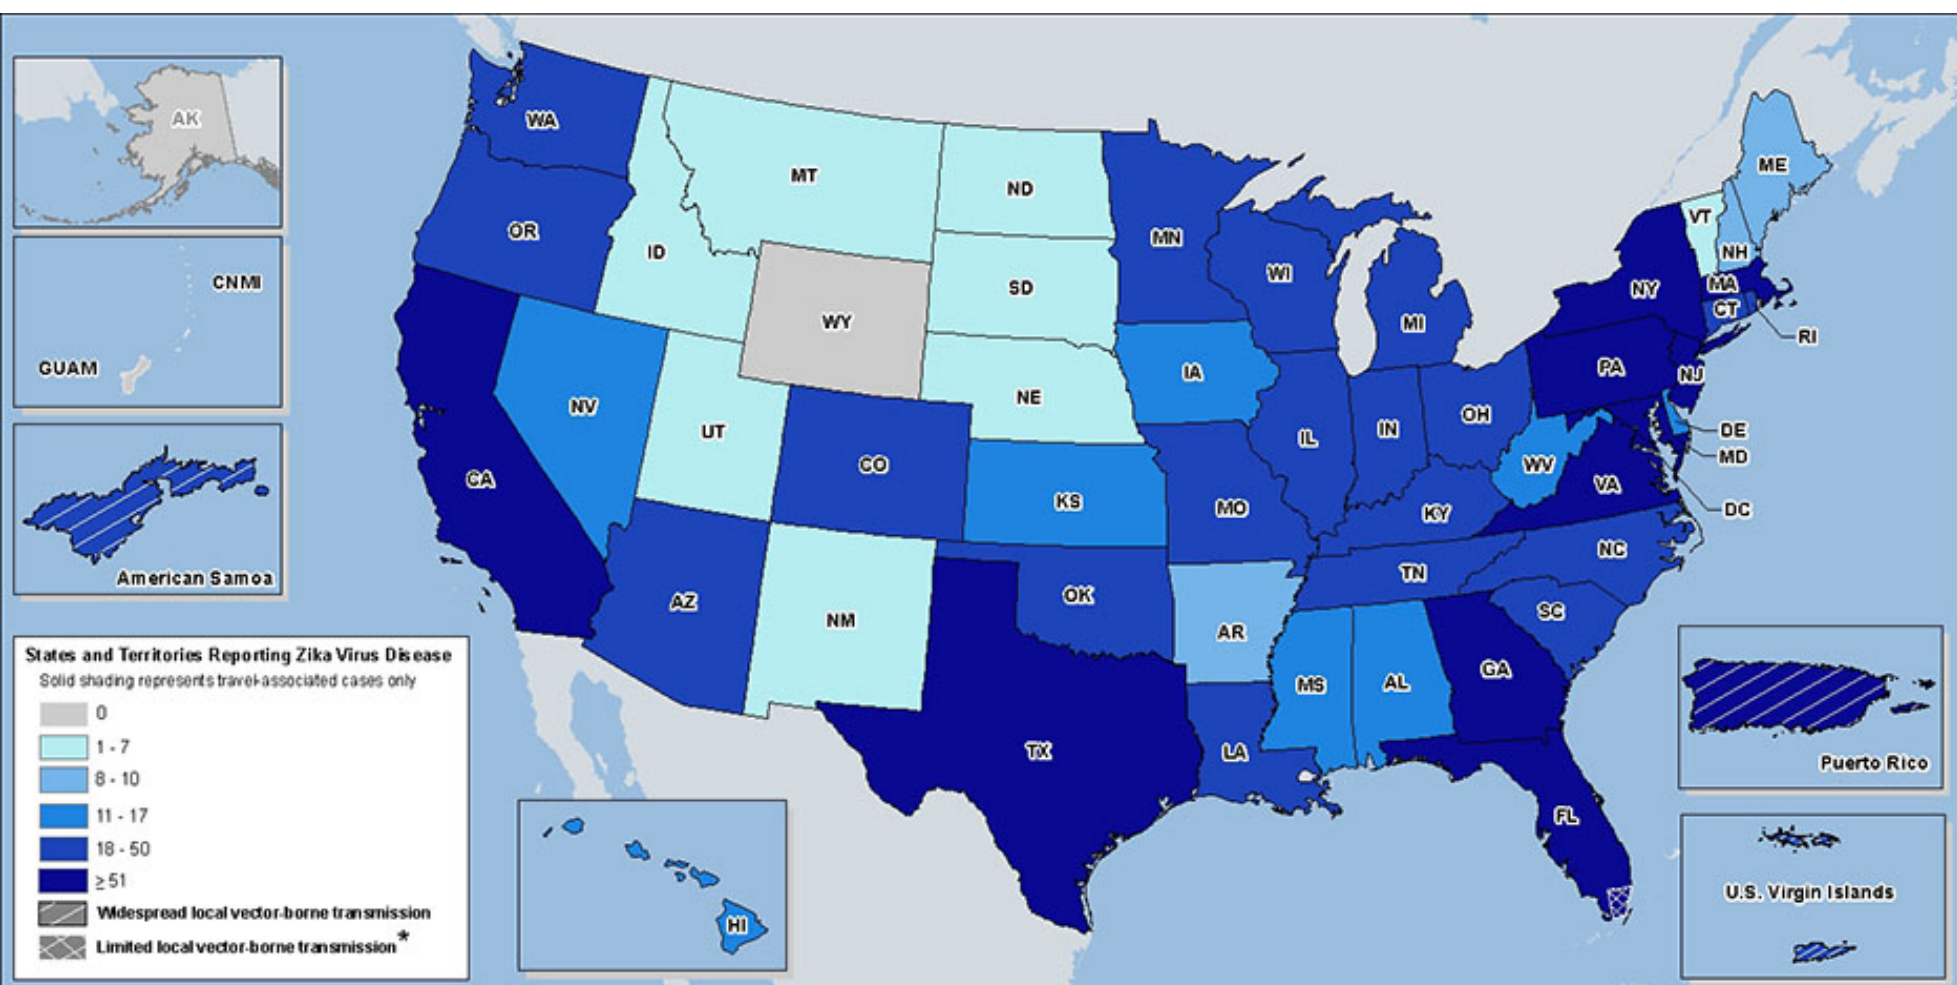 AK
CNMI
GUAM
American Samoa
States and Territories Reporting Zika Virus Disease
Solid shading represents travel-associated cases only
0
1 - 7
8 - 10
11 - 17
18 - 50
≥ 51
Widespread local vector-borne transmission
Limited local vector-borne transmission*
WA
OR
CA
ID
NV
MT
WY
UT
AZ
CO
NM
ND
SD
NE
KS
OK
TX
MN
IA
MO
AR
LA
WI
IL
MI
IN
OH
KY
TN
MS
AL
GA
FL
SC
NC
VA
WV
PA
NY
VT
NH
ME
MA
CT
RI
NJ
DE
MD
DC
HI
Puerto Rico
U.S. Virgin Islands